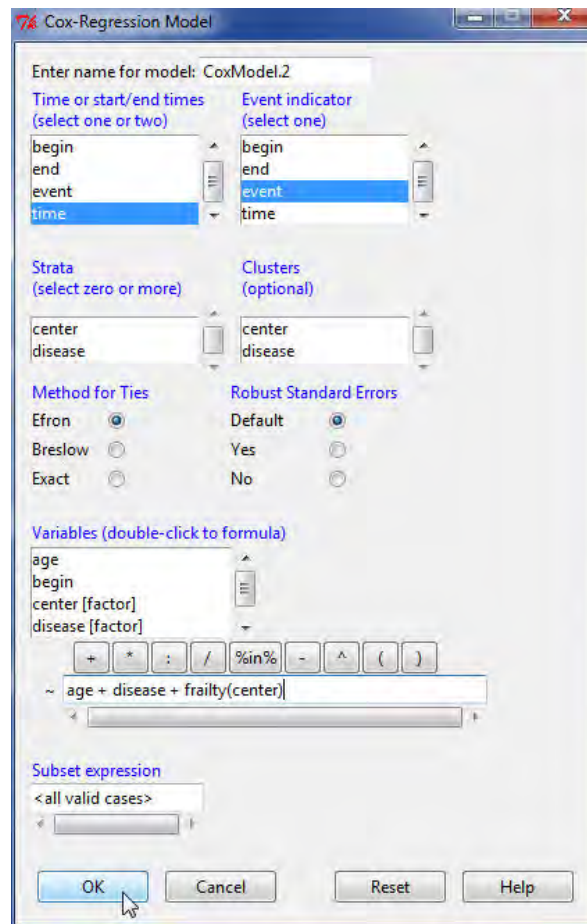 Cox-Regression Model
Enter name for model: CoxModel.2
Time or start/end times Event indicator
(select one or two) (select one)
begin begin
end end
event event
time time
Strata Clusters
(select zero or more) (optional)
center center
disease disease
Method for Ties Robust Standard Errors
Efron Default
Breslow Yes
Exact No
Variables (double-click to formula)
age
begin
center [factor]
disease [factor]
+ * : / %in% - ^ ( )
~ age + disease + frailty(center)
Subset expression
<all valid cases>
OK Cancel Reset Help